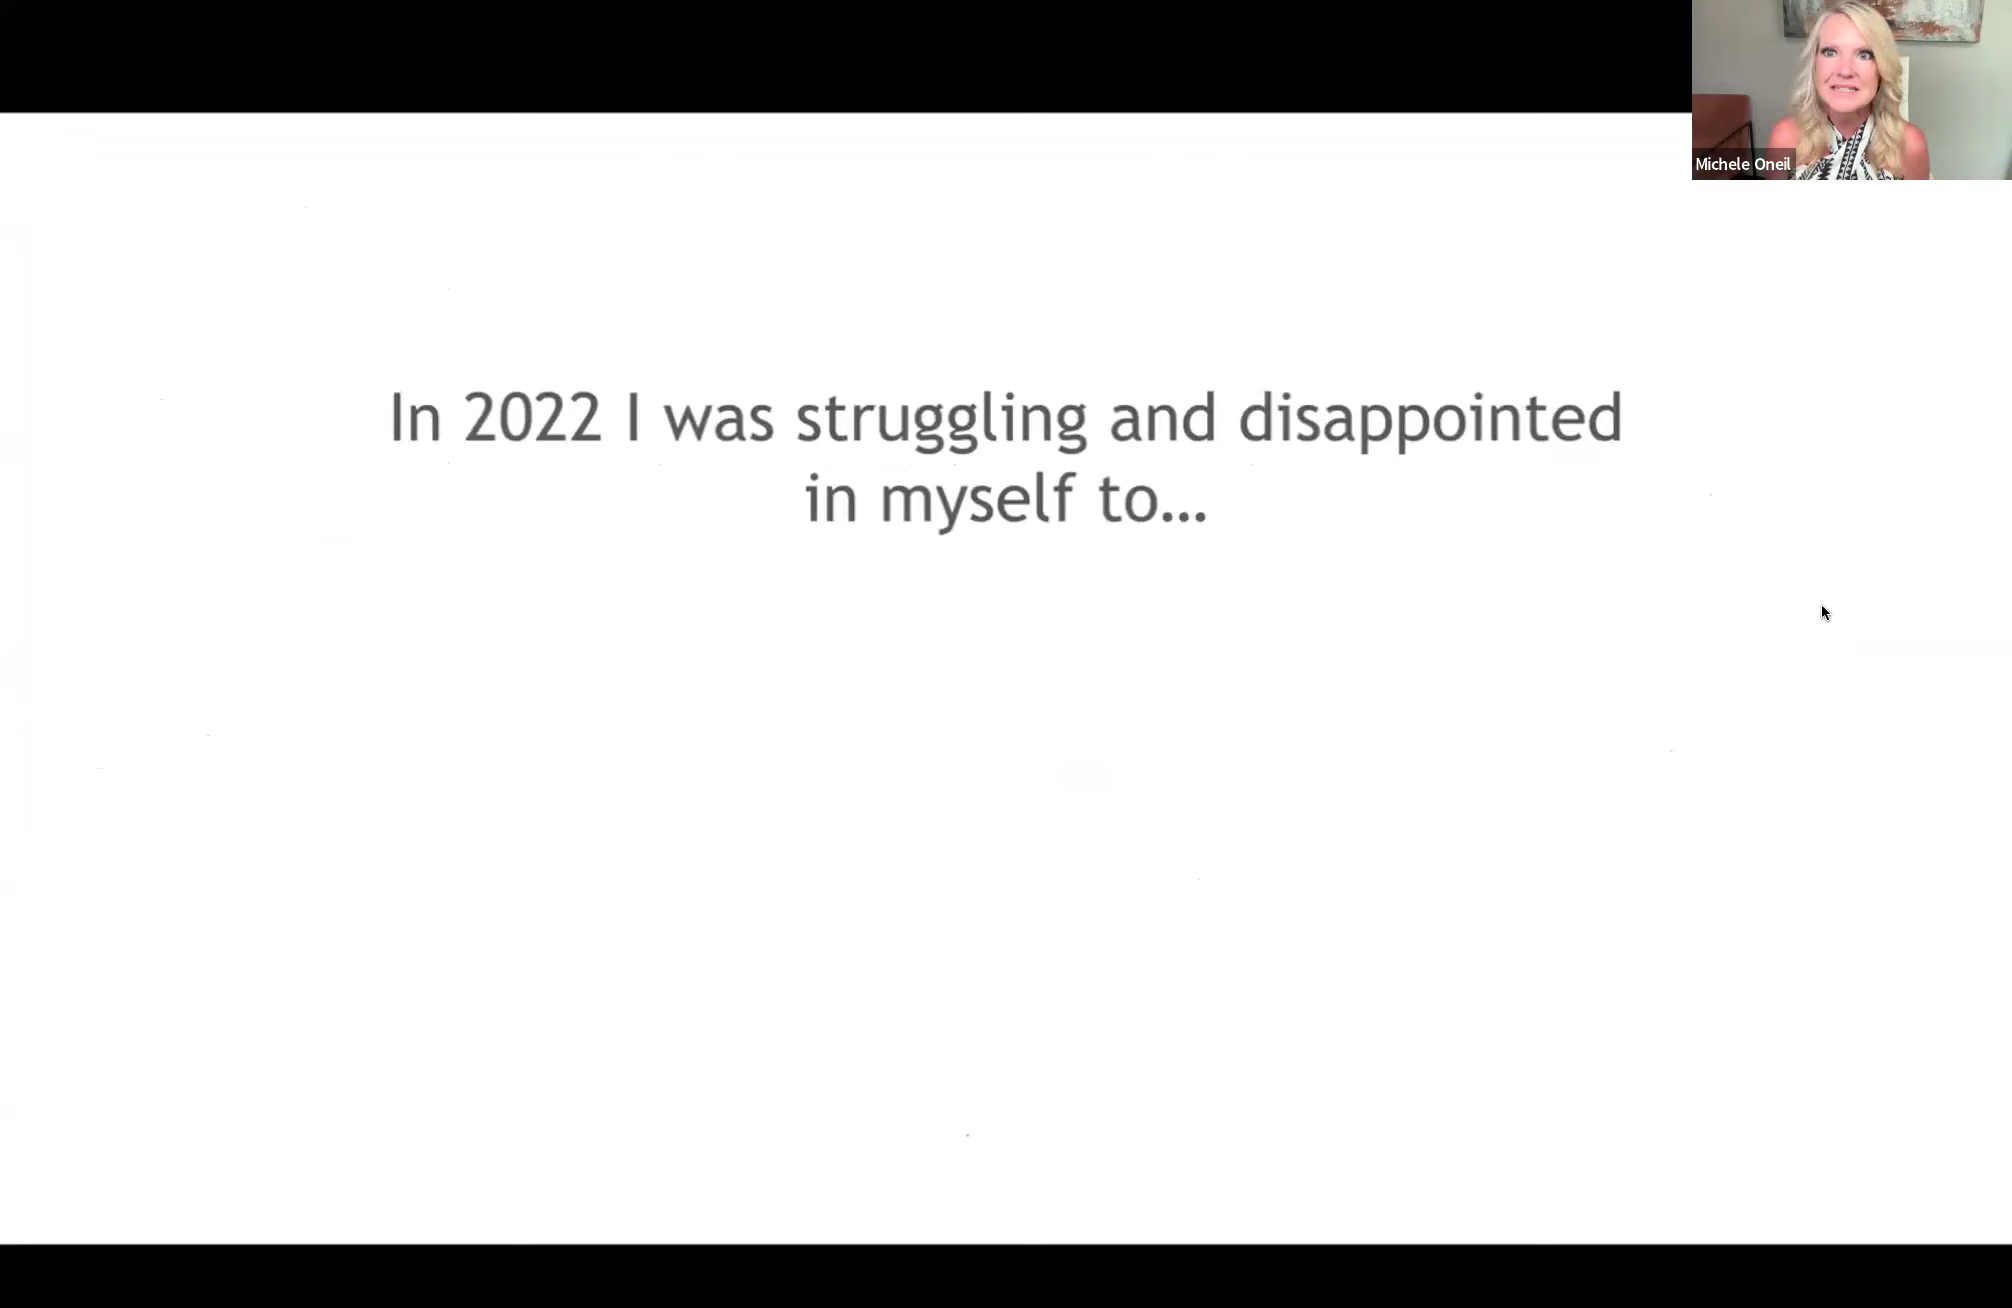 Michele Oneil
In 2022 I was struggling and disappointed
in myself to...